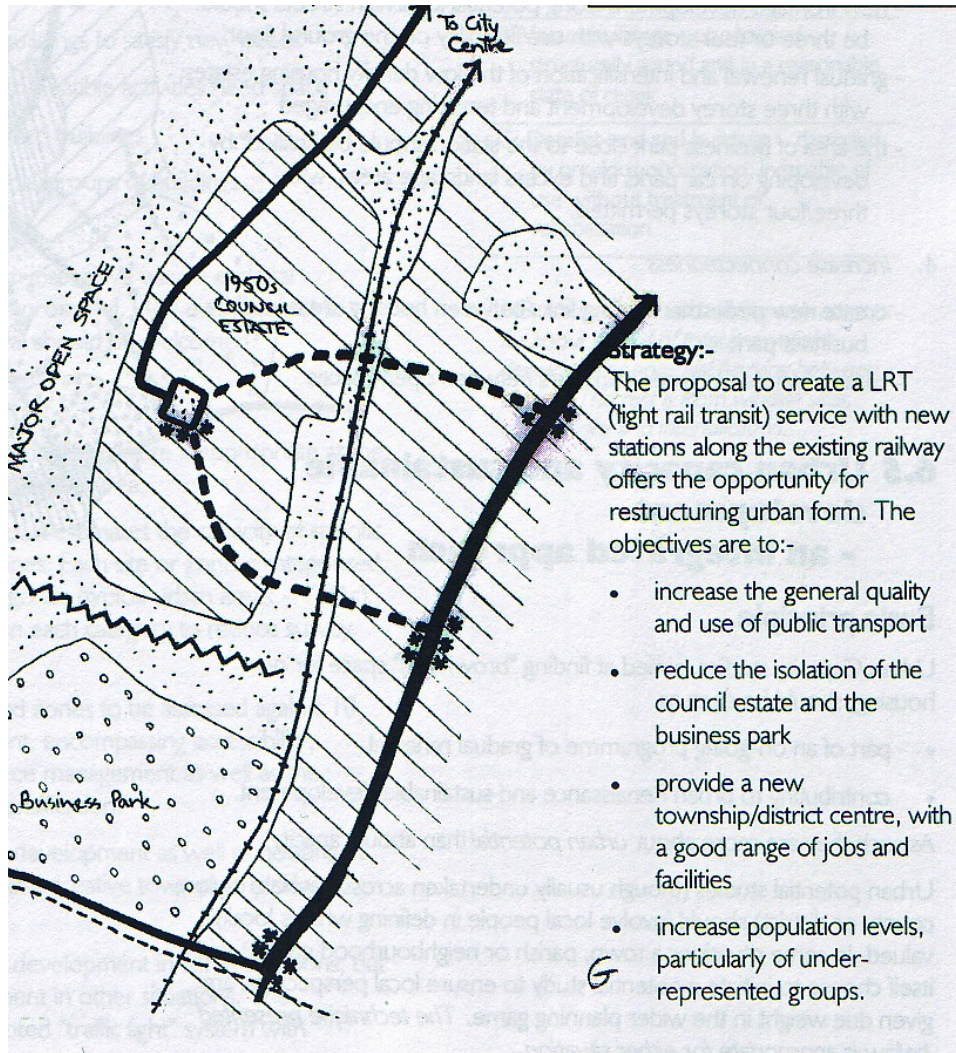 To City
Centre
1950s
COUNCIL
ESTATE
MAJOR OPEN SPACE
Business Park
Strategy:-
The proposal to create a LRT
(light rail transit) service with new
stations along the existing railway
offers the opportunity for
restructuring urban form. The
objectives are to:-
• increase the general quality
and use of public transport
• reduce the isolation of the
council estate and the
business park
• provide a new
township/district centre, with
a good range of jobs and
facilities
• increase population levels,
particularly of under-
represented groups.
G